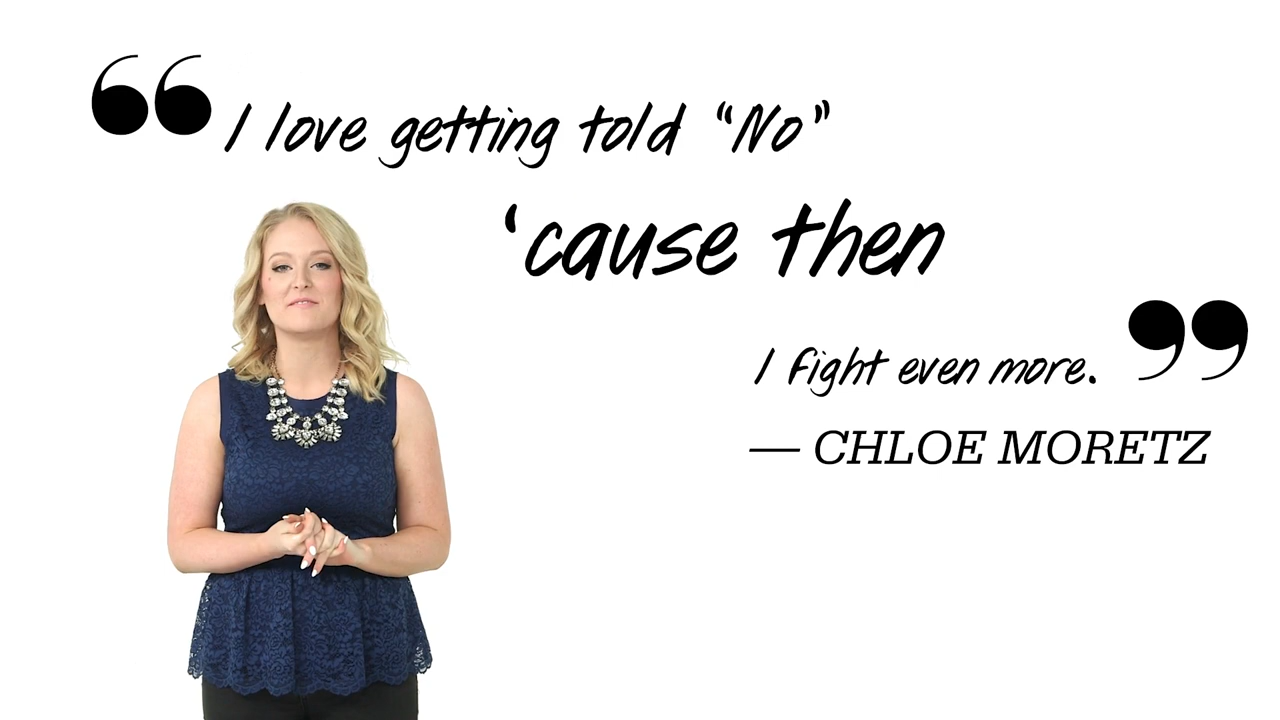 “I love getting told “No”
‘cause then
I fight even more.”
— CHLOE MORETZ